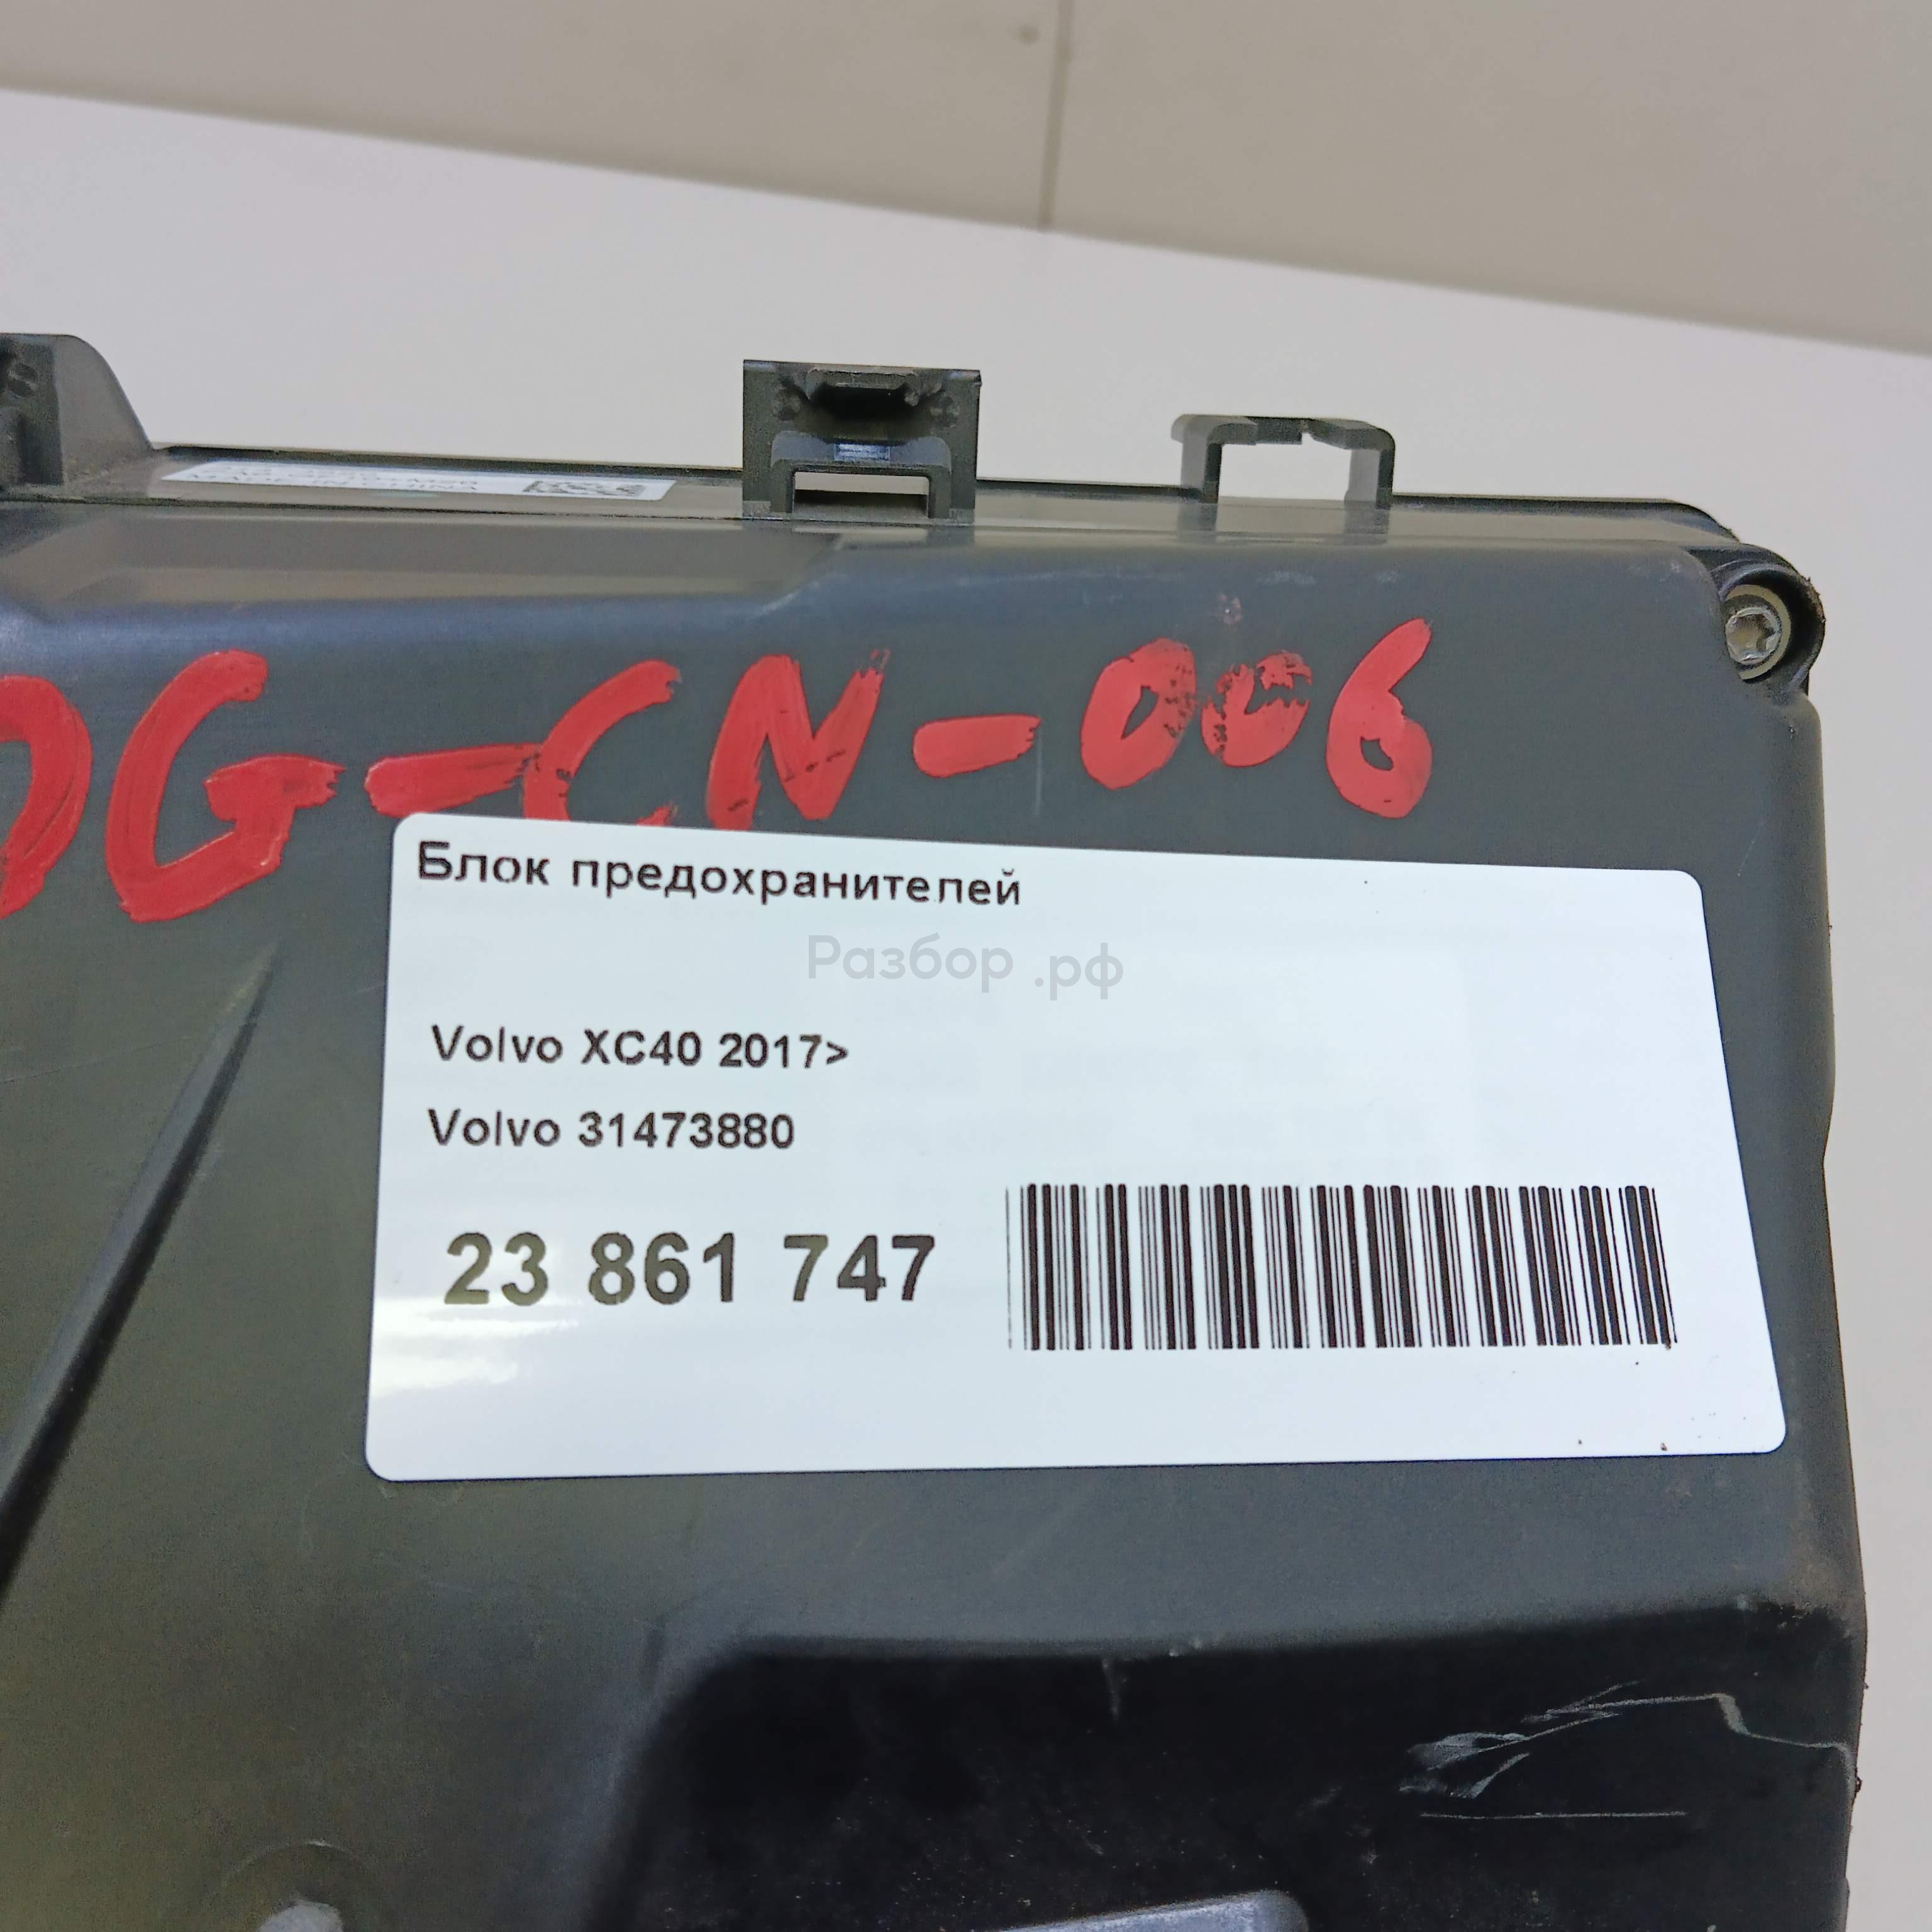 DG-CN-006
Блок предохранителей
Разбор.рф
Volvo XC40 2017>
Volvo 31473880
23 861 747